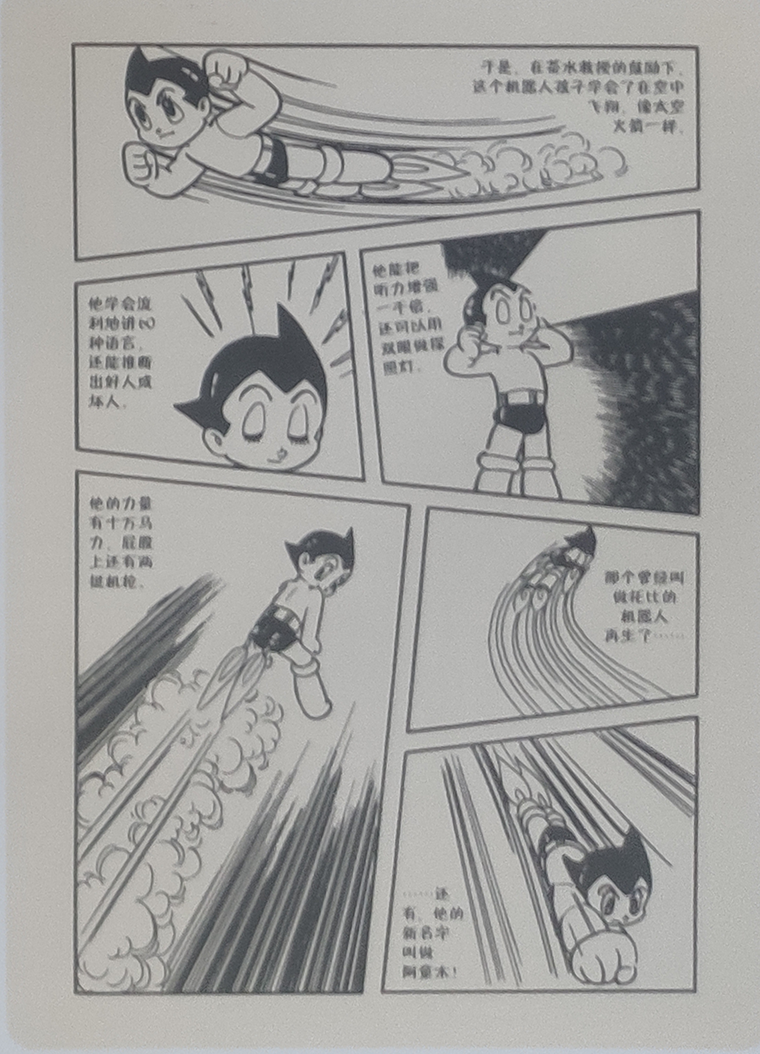 于是，在茶水教授的鼓励下，
这个机器人孩子学会了在空中
飞翔，像太空
火箭一样。
他学会流
利地讲60
种语言，
还能推断
出好人或
坏人。
他能把
听力增强
一千倍，
还可以用
双眼做探
照灯。
他的力量
有十万马
力，屁股
上还有两
挺机枪。
那个曾经叫
做托比的
机器人
再生了……
……还
有，他的
新名字
叫做
阿童木！